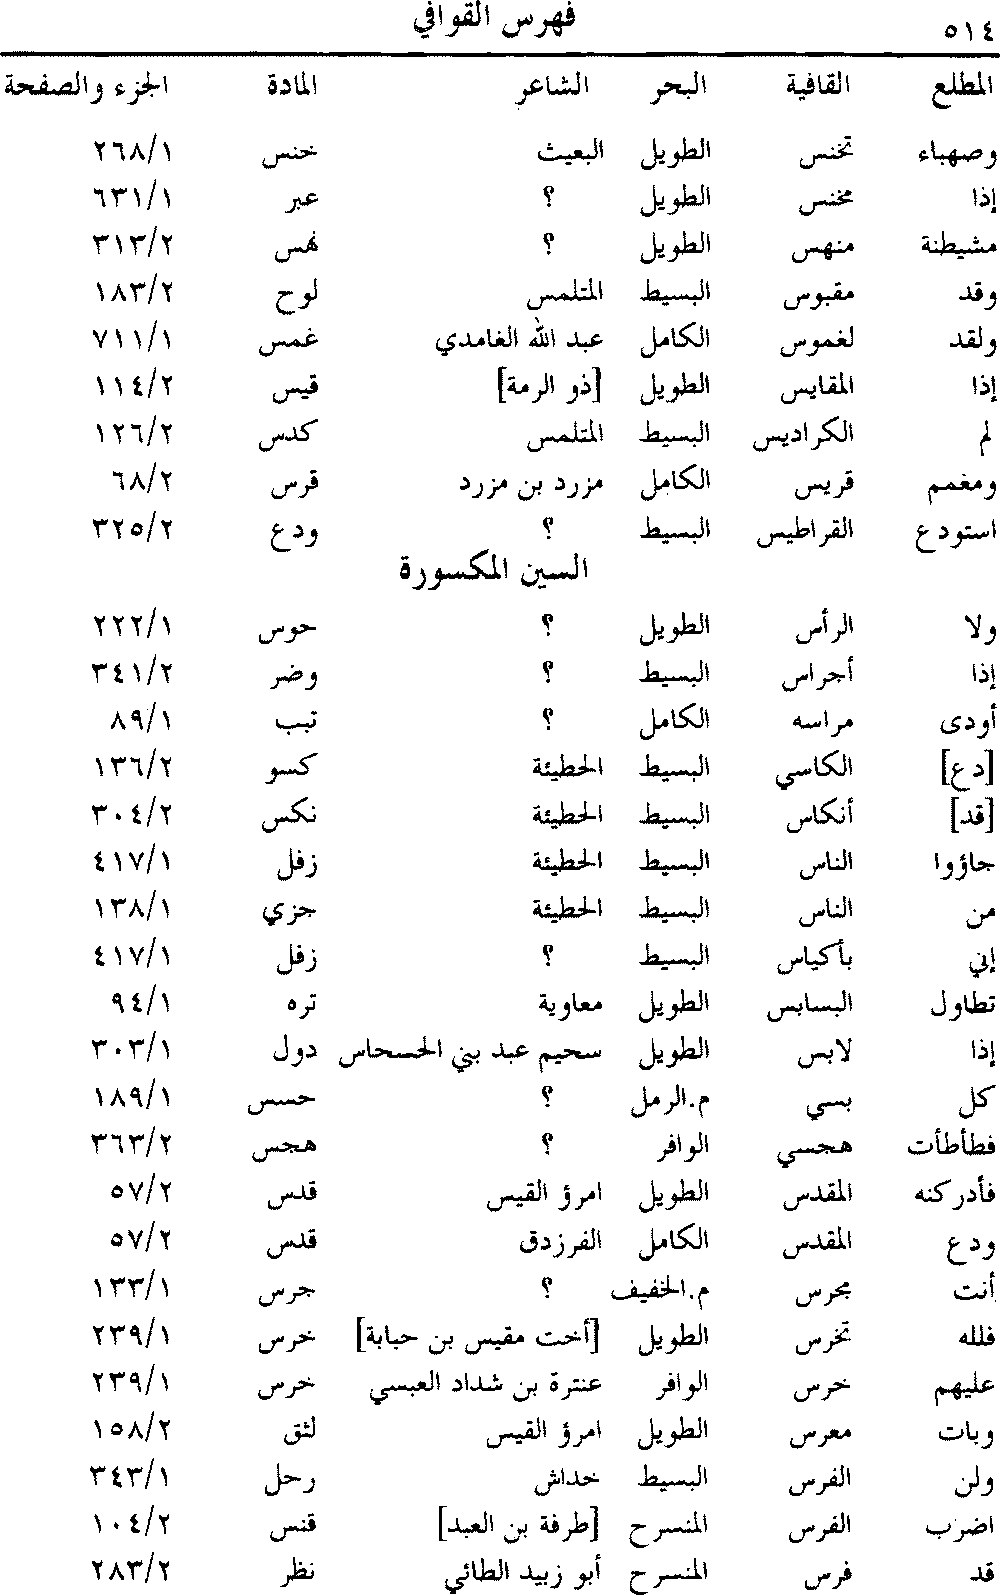 ٥١٤ فهرس القوافي
المطلع القافية البحر الشاعر المادة الجزء والصفحة
وصهباء تخنس الطويل البعيث خنس ٢٦٨/١
إذا مخنس الطويل ؟ عبر ٦٣١/١
مشيطنة منهس الطويل ؟ نهس ٣١٣/٢
وقد مقبوس البسيط المتلمس لوح ١٨٣/٢
ولقد لغموس الكامل عبد الله الغامدي غمس ٧١١/١
إذا المقايس الطويل [ذو الرمة] قيس ١١٤/٢
لم الكراديس البسيط المتلمس كدس ١٢٦/٢
ومغمم قريس الكامل مزرد بن مزرد قرس ٦٨/٢
استودع القراطيس البسيط ؟ ودع ٣٢٥/٢
السين المكسورة
ولا الرأس الطويل ؟ حوس ٢٢٢/١
إذا أجراس البسيط ؟ وضر ٣٤١/٢
أودى مراسه الكامل ؟ تبب ٨٩/١
[دع] الكاسي البسيط الحطيئة كسو ١٣٦/٢
[قد] أنكاس البسيط الحطيئة نكس ٣٠٤/٢
جاؤوا الناس البسيط الحطيئة زفل ٤١٧/١
من الناس البسيط الحطيئة جزي ١٣٨/١
إني بأكياس البسيط ؟ زفل ٤١٧/١
تطاول البسابس الطويل معاوية تره ٩٤/١
إذا لابس الطويل سحيم عبد بني الحسحاس دول ٣٠٣/١
كل بسي م.الرمل ؟ حسس ١٨٩/١
فطأطأت هجسي الوافر ؟ هجس ٣٦٣/٢
فأدركنه المقدس الطويل امرؤ القيس قدس ٥٧/٢
ودع المقدس الكامل الفرزدق قدس ٥٧/٢
أنت مجرس م.الخفيف ؟ جرس ١٣٣/١
فلله تخرس الطويل [أخت مقيس بن حبابة] خرس ٢٣٩/١
عليهم خرس الوافر عنترة بن شداد العبسي خرس ٢٣٩/١
وبات معرس الطويل امرؤ القيس لثق ١٥٨/٢
ولن الفرس البسيط خداش رحل ٣٤٣/١
اضرب الفرس المنسرح [طرفة بن العبد] قنس ١٠٤/٢
قد فرس المنسرح أبو زبيد الطائي نظر ٢٨٣/٢